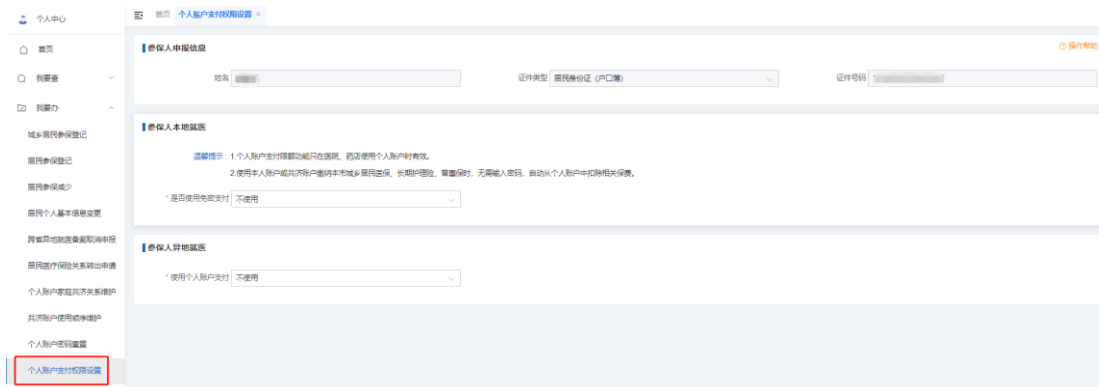 个人中心
首页 个人账户支付权限设置 ×
首页
我要查
我要办
城乡居民参保登记
居民参保登记
居民参保减少
居民个人基本信息变更
跨省异地就医备案取消申报
居民医疗保险关系转出申请
个人账户家庭共济关系维护
共济账户使用顺序维护
个人账户密码重置
个人账户支付权限设置
参保人申报信息
操作帮助
姓名
证件类型 居民身份证（户口簿）
证件号码
参保人本地就医
温馨提示：1.个人账户支付限额功能只在医院、药店使用个人账户时有效。
2.使用本人账户或共济账户缴纳本市城乡居民医保、长期护理险、普惠保时，无需输入密码，自动从个人账户中扣除相关保费。
*是否使用免密支付 不使用
参保人异地就医
*使用个人账户支付 不使用